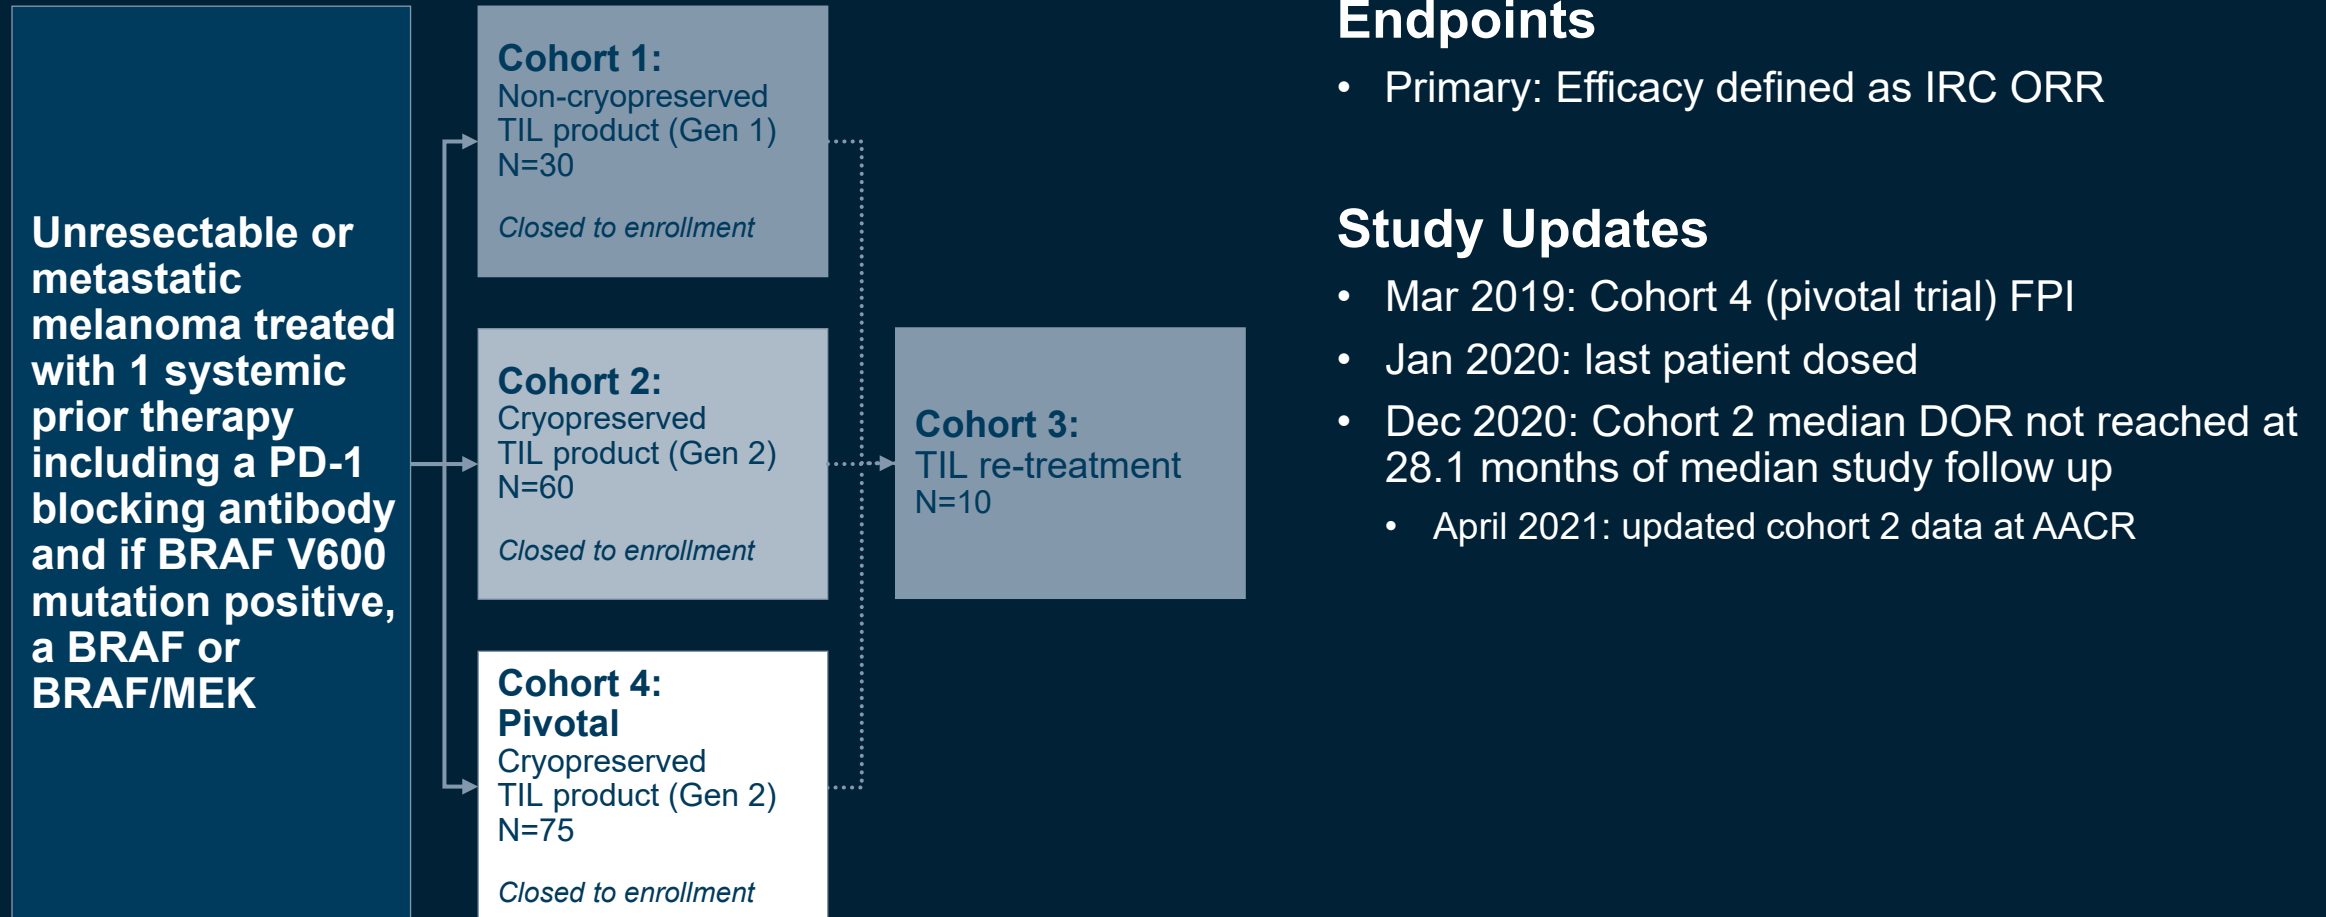 Unresectable or
metastatic
melanoma treated
with 1 systemic
prior therapy
including a PD-1
blocking antibody
and if BRAF V600
mutation positive,
a BRAF or
BRAF/MEK
Cohort 1:
Non-cryopreserved
TIL product (Gen 1)
N=30
Closed to enrollment
Cohort 2:
Cryopreserved
TIL product (Gen 2)
N=60
Closed to enrollment
Cohort 4:
Pivotal
Cryopreserved
TIL product (Gen 2)
N=75
Closed to enrollment
Cohort 3:
TIL re-treatment
N=10
Endpoints
• Primary: Efficacy defined as IRC ORR
Study Updates
• Mar 2019: Cohort 4 (pivotal trial) FPI
• Jan 2020: last patient dosed
• Dec 2020: Cohort 2 median DOR not reached at
28.1 months of median study follow up
• April 2021: updated cohort 2 data at AACR